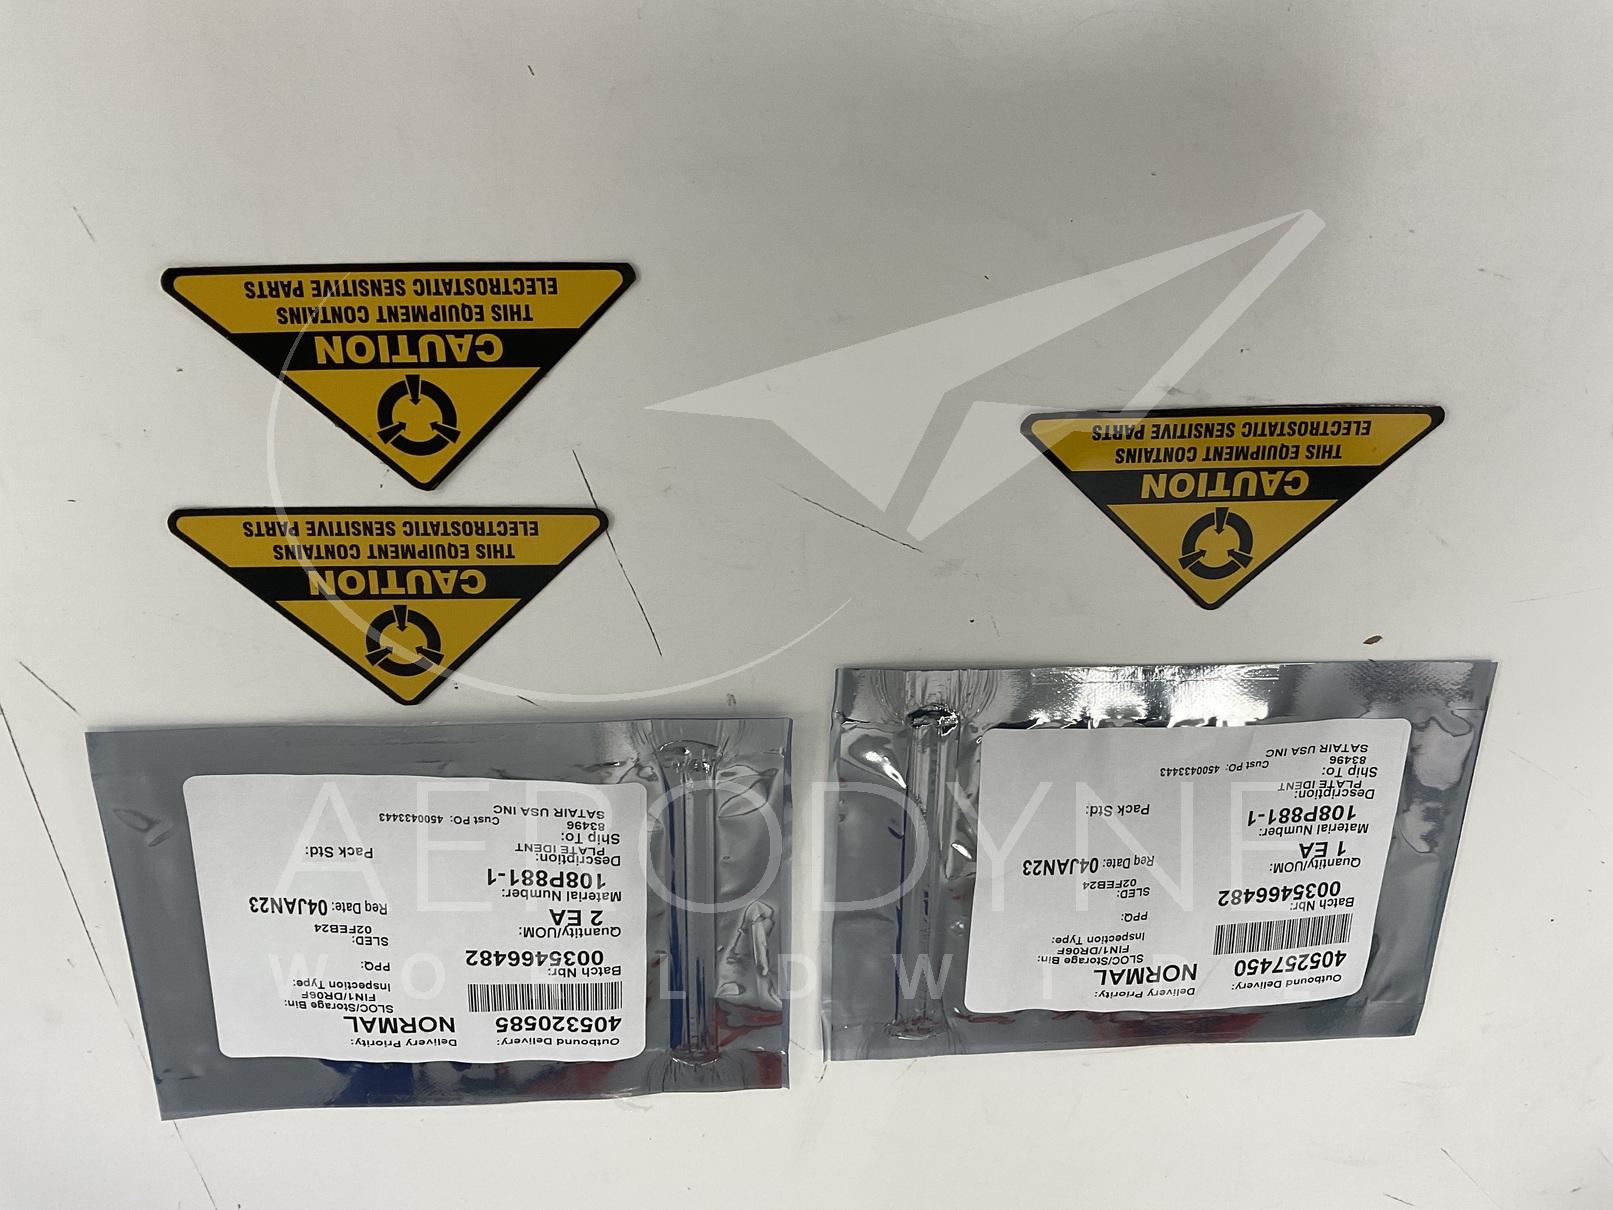 CAUTION
THIS EQUIPMENT CONTAINS
ELECTROSTATIC SENSITIVE PARTS
CAUTION
THIS EQUIPMENT CONTAINS
ELECTROSTATIC SENSITIVE PARTS
CAUTION
THIS EQUIPMENT CONTAINS
ELECTROSTATIC SENSITIVE PARTS
Outbound Delivery: Delivery Priority:
405320585 NORMAL
SLOC/Storage Bin:
FIN1/DR06F
Batch Nbr: Inspection Type:
0035466482 PPQ:
Quantity/UOM: SLED:
2 EA 02FEB24
Material Number: Req Date: 04JAN23
108P881-1
Description:
PLATE IDENT Pack Std:
Ship To:
83496 Cust PO: 4500433443
SATAIR USA INC
Outbound Delivery: Delivery Priority:
405257450 NORMAL
SLOC/Storage Bin:
FIN1/DR06F
Inspection Type:
Batch Nbr: PPQ:
0035466482 SLED:
02FEB24
Quantity/UOM:
1 EA Req Date: 04JAN23
Material Number:
108P881-1 Pack Std:
Description:
PLATE IDENT
Ship To:
83496 Cust PO: 4500433443
SATAIR USA INC
AERODYNE
WORLDWIDE